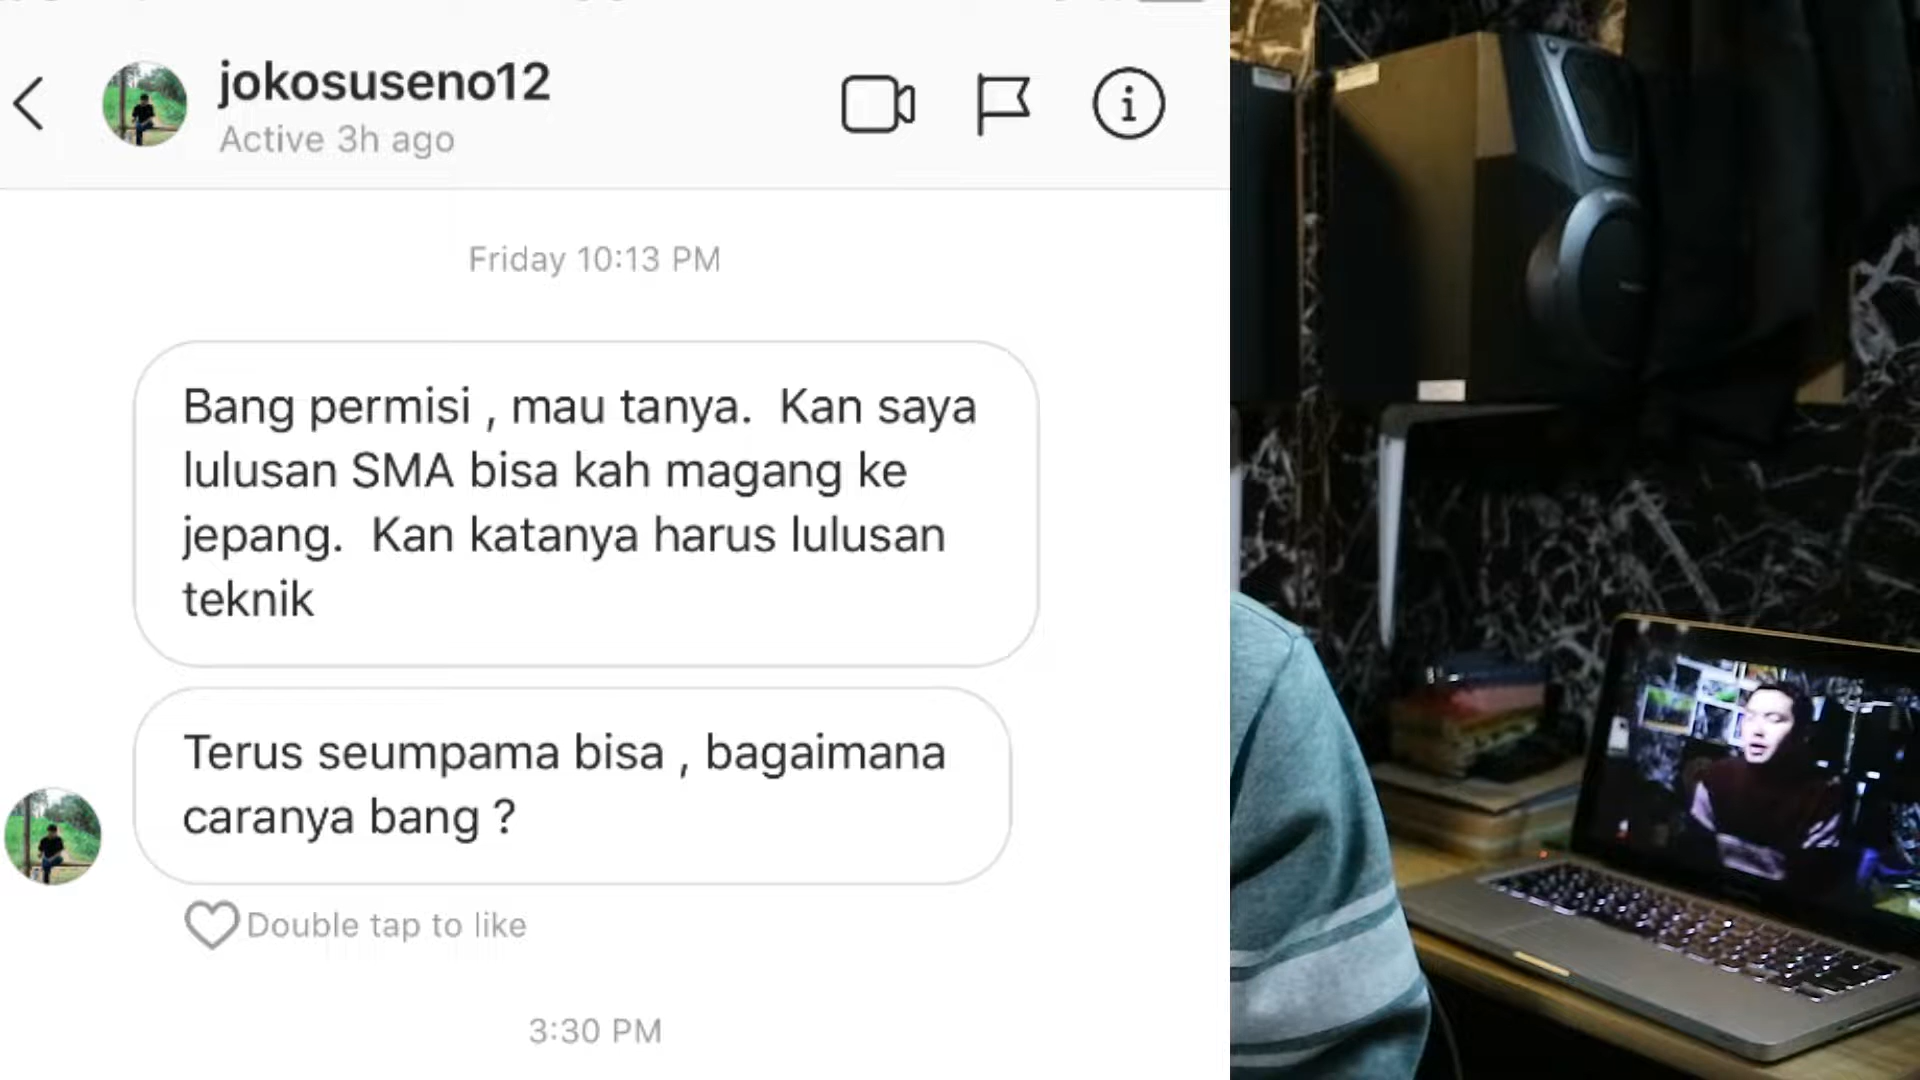 jokosuseno12
Active 3h ago
Friday 10:13 PM
Bang permisi , mau tanya.  Kan saya
lulusan SMA bisa kah magang ke
jepang.  Kan katanya harus lulusan
teknik
Terus seumpama bisa , bagaimana
caranya bang ?
Double tap to like
3:30 PM